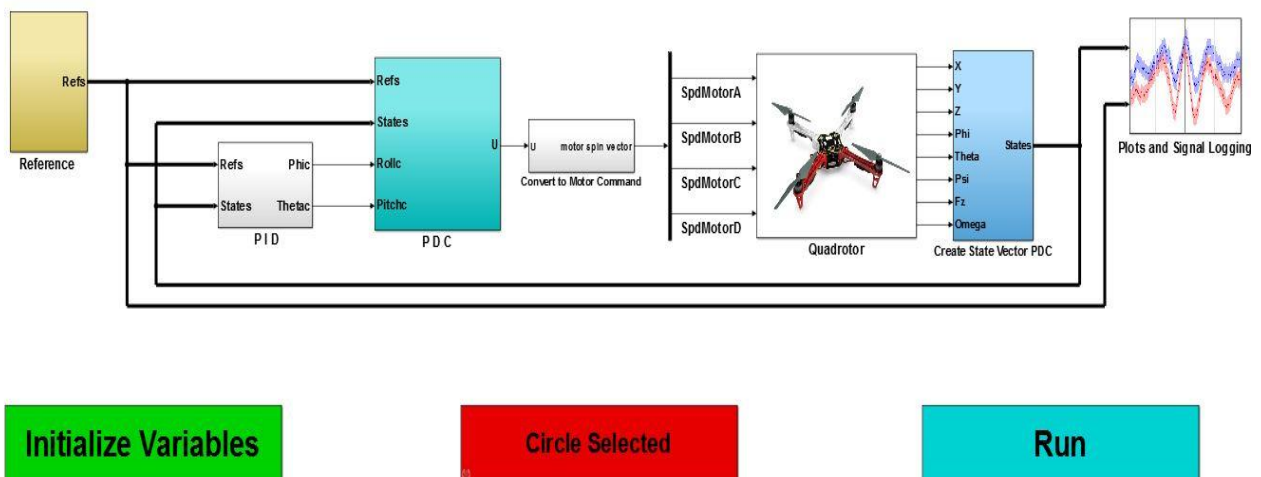 Refs
Reference
Refs
Phic
States
Thetac
PID
Refs
States
Rollc
Pitchc
U
PDC
U
motor spin vector
Convert to Motor Command
SpdMotorA
SpdMotorB
SpdMotorC
SpdMotorD
Quadrotor
X
Y
Z
Phi
Theta
Psi
Fz
Omega
States
Create State Vector PDC
Plots and Signal Logging
Initialize Variables
Circle Selected
Run